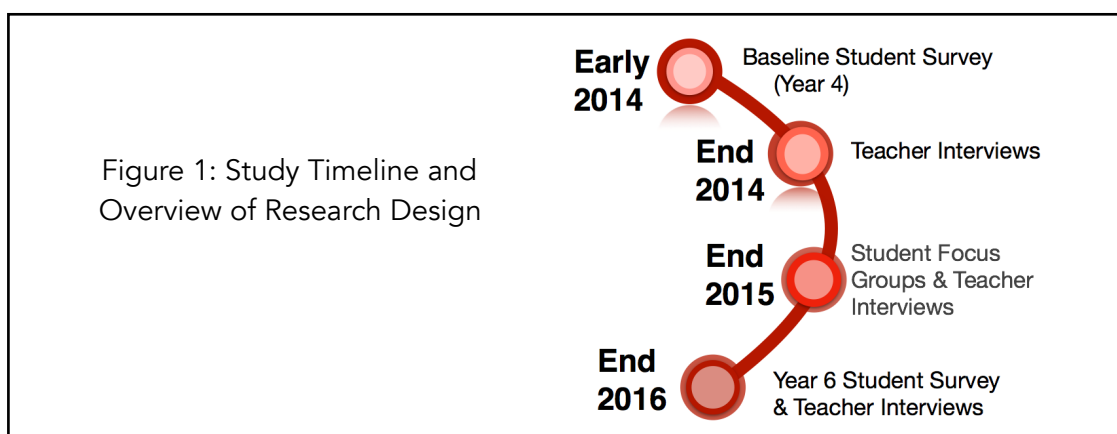 Figure 1: Study Timeline and
Overview of Research Design
Early
2014
Baseline Student Survey
(Year 4)
End
2014
Teacher Interviews
End
2015
Student Focus
Groups & Teacher
Interviews
End
2016
Year 6 Student Survey
& Teacher Interviews